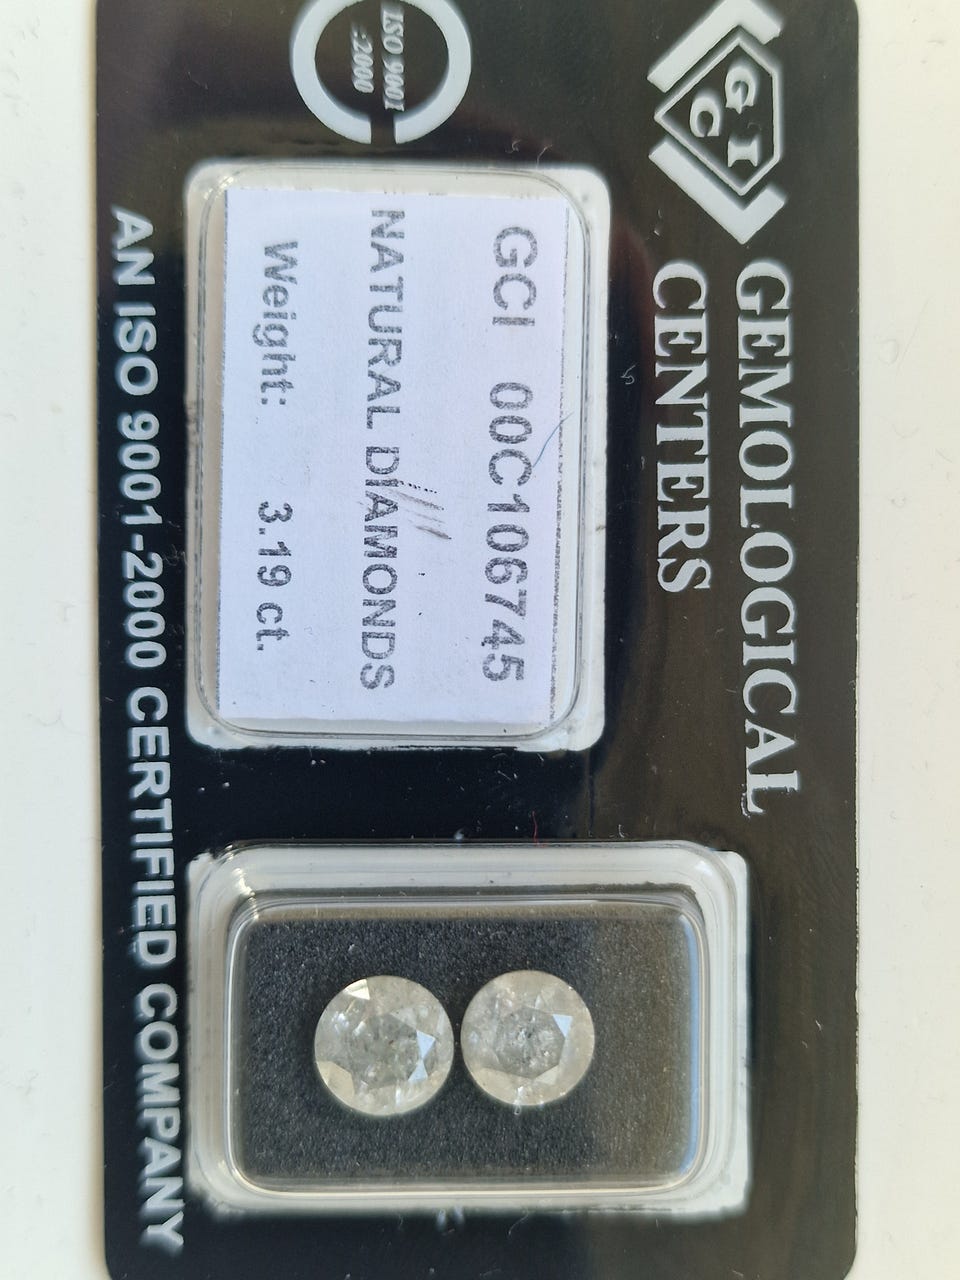 GCI
GEMOLOGICAL
CENTERS
GCI 00C106745
NATURAL DIAMONDS
Weight: 3.19 ct.
ISO 9001
:2000
AN ISO 9001-2000 CERTIFIED COMPANY